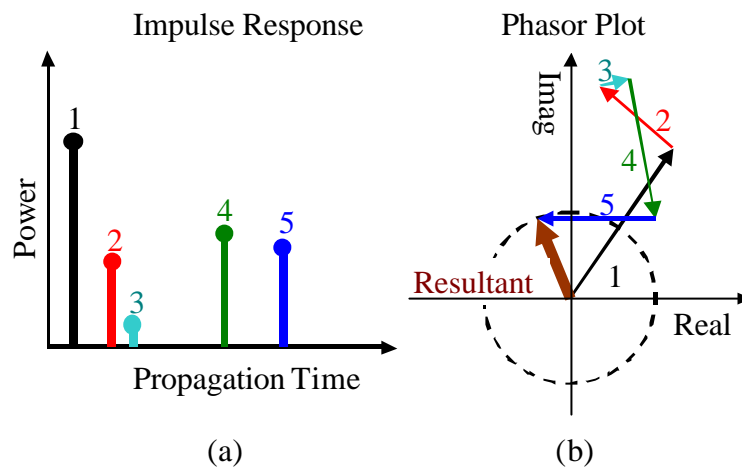 Impulse Response
Power
1
2
3
4
5
Propagation Time
(a)
Phasor Plot
Imag
3
2
4
5
1
Resultant
Real
(b)